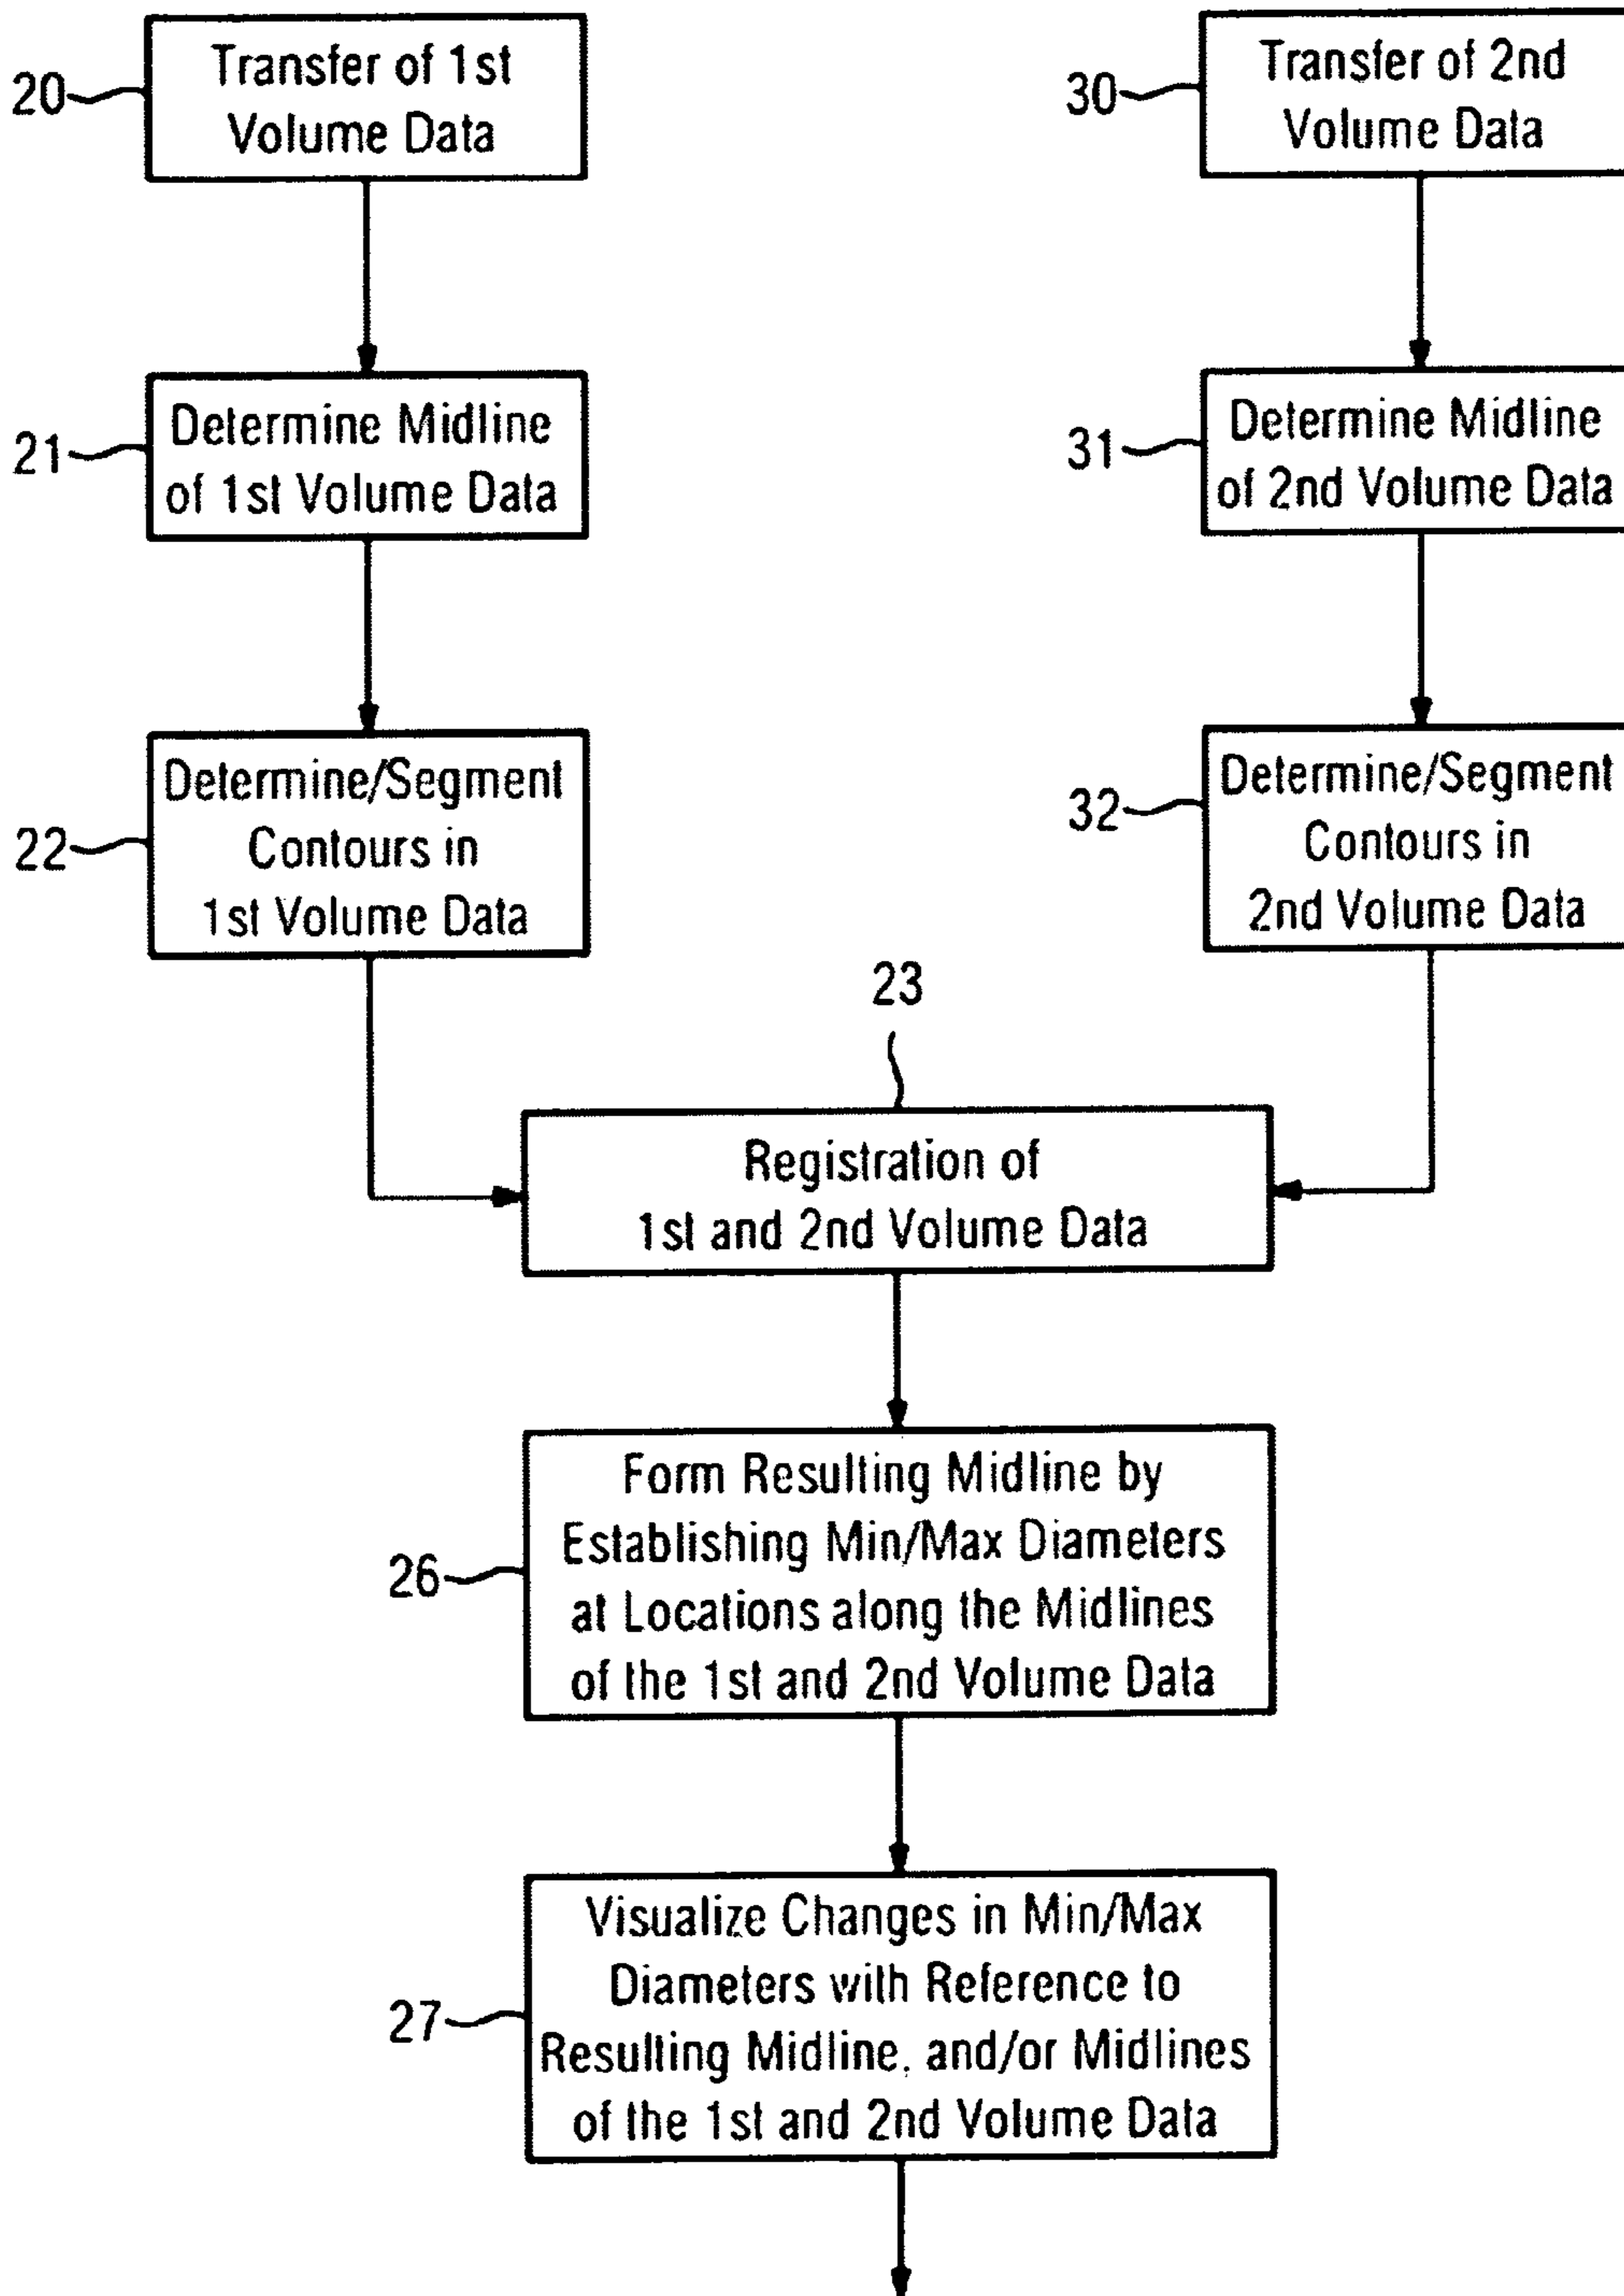 20
Transfer of 1st
Volume Data
30
Transfer of 2nd
Volume Data
21
Determine Midline
of 1st Volume Data
31
Determine Midline
of 2nd Volume Data
22
Determine/Segment
Contours in
1st Volume Data
32
Determine/Segment
Contours in
2nd Volume Data
23
Registration of
1st and 2nd Volume Data
26
Form Resulting Midline by
Establishing Min/Max Diameters
at Locations along the Midlines
of the 1st and 2nd Volume Data
27
Visualize Changes in Min/Max
Diameters with Reference to
Resulting Midline, and/or Midlines
of the 1st and 2nd Volume Data